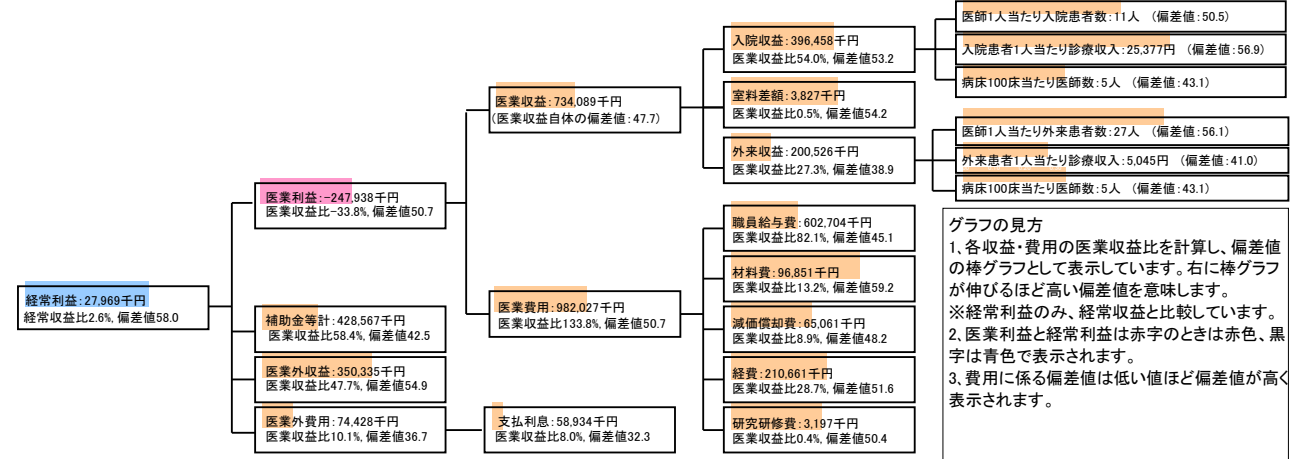 経常利益:27,969千円
経常収益比2.6%, 偏差値58.0
医業利益:-247,938千円
医業収益比-33.8%, 偏差値50.7
補助金等計:428,567千円
医業収益比58.4%, 偏差値42.5
医業外収益:350,335千円
医業収益比47.7%, 偏差値54.9
医業外費用:74,428千円
医業収益比10.1%, 偏差値36.7
医業収益:734,089千円
(医業収益自体の偏差値:47.7)
医業費用:982,027千円
医業収益比133.8%, 偏差値50.7
支払利息:58,934千円
医業収益比8.0%, 偏差値32.3
入院収益:396,458千円
医業収益比54.0%, 偏差値53.2
室料差額:3,827千円
医業収益比0.5%, 偏差値54.2
外来収益:200,526千円
医業収益比27.3%, 偏差値38.9
職員給与費:602,704千円
医業収益比82.1%, 偏差値45.1
材料費:96,851千円
医業収益比13.2%, 偏差値59.2
減価償却費:65,061千円
医業収益比8.9%, 偏差値48.2
経費:210,661千円
医業収益比28.7%, 偏差値51.6
研究研修費:3,197千円
医業収益比0.4%, 偏差値50.4
医師1人当たり入院患者数:11人 (偏差値:50.5)
入院患者1人当たり診療収入:25,377円 (偏差値:56.9)
病床100床当たり医師数:5人 (偏差値:43.1)
医師1人当たり外来患者数:27人 (偏差値:56.1)
外来患者1人当たり診療収入:5,045円 (偏差値:41.0)
病床100床当たり医師数:5人 (偏差値:43.1)
グラフの見方
1、各収益・費用の医業収益比を計算し、偏差値
の棒グラフとして表示しています。右に棒グラフ
が伸びるほど高い偏差値を意味します。
※経常利益のみ、経常収益と比較しています。
2、医業利益と経常利益は赤字のときは赤色、黒
字は青色で表示されます。
3、費用に係る偏差値は低い値ほど偏差値が高く
表示されます。